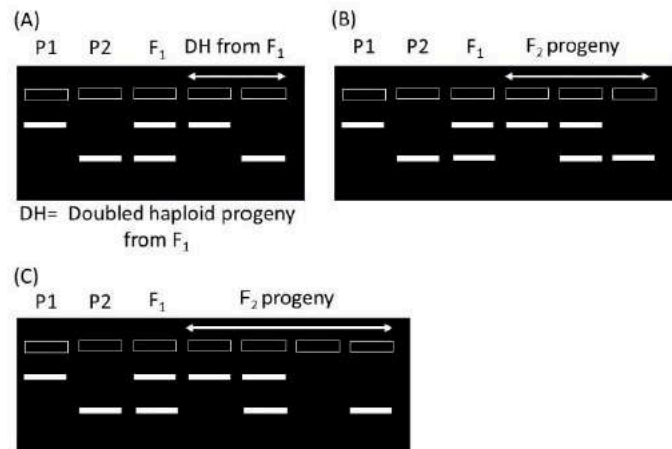 (A)
P1 P2 F₁ DH from F₁
DH= Doubled haploid progeny
from F₁
(B)
P1 P2 F₁ F₂ progeny
(C)
P1 P2 F₁ F₂ progeny